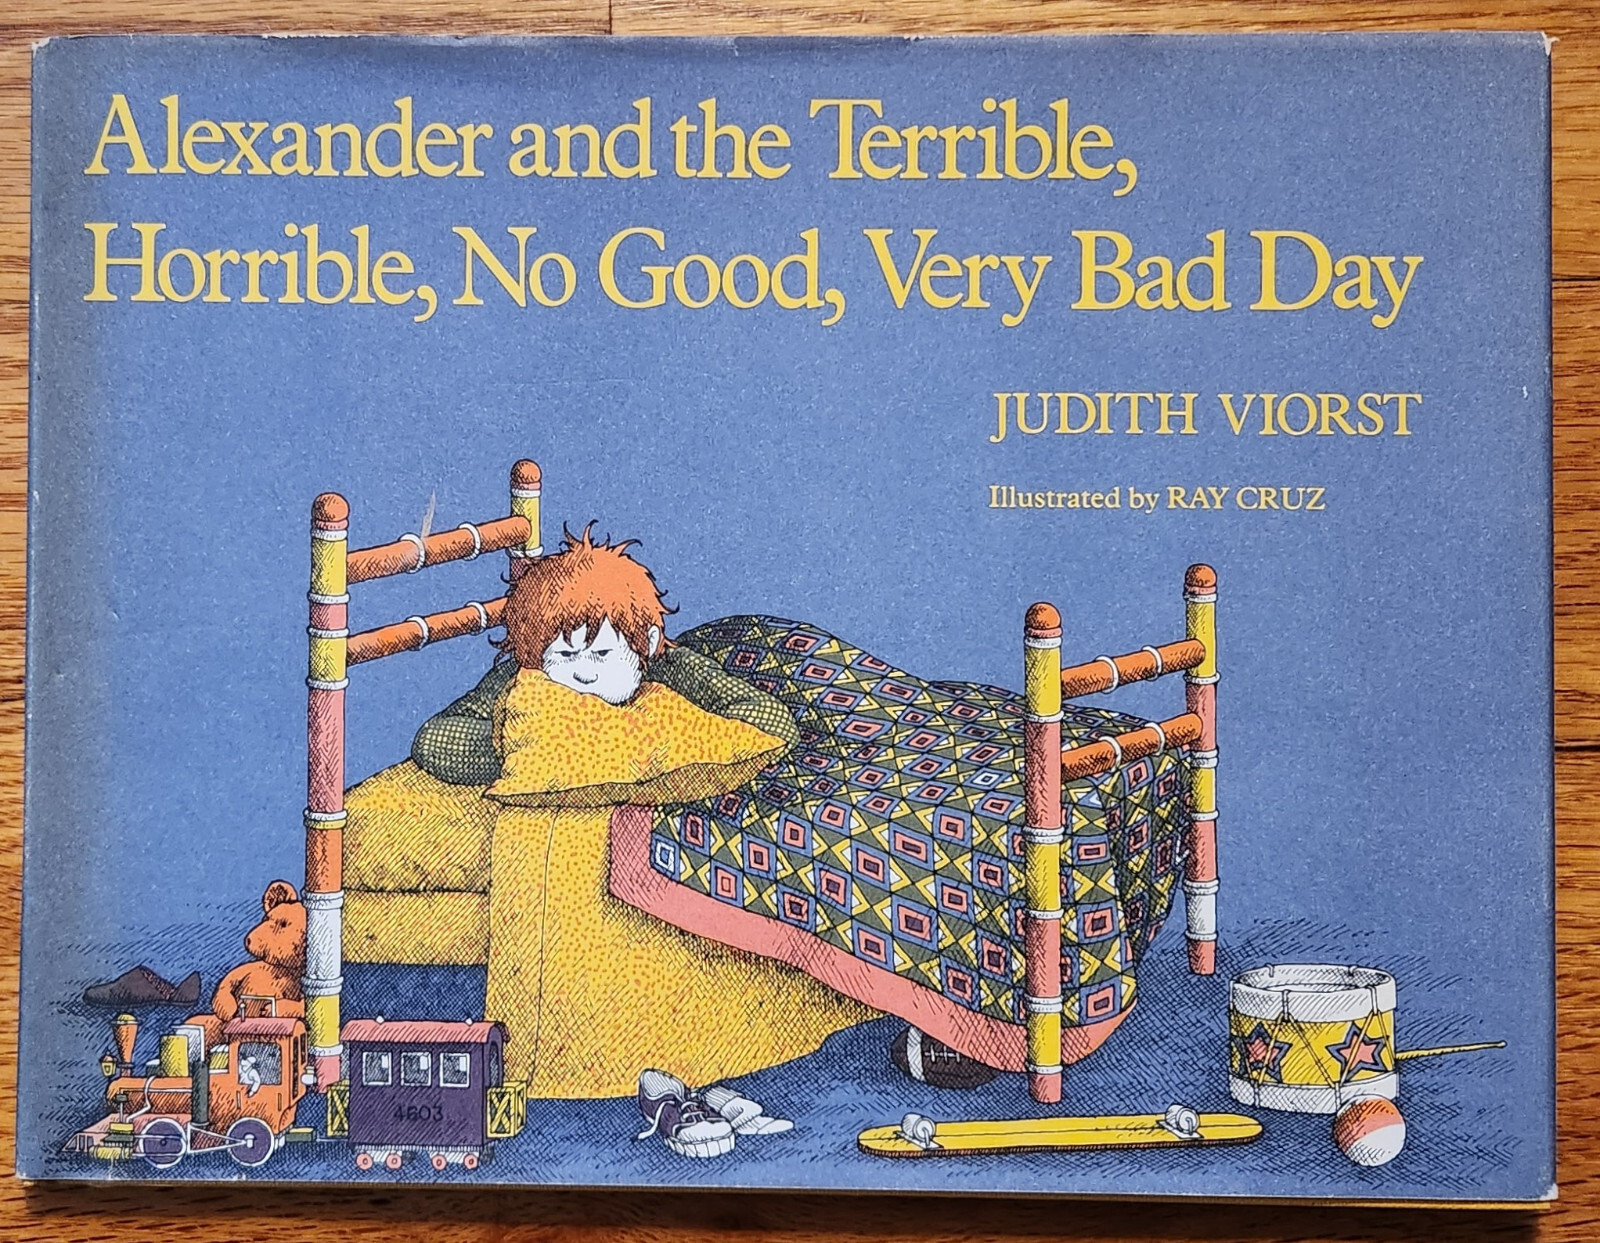 Alexander and the Terrible,
Horrible, No Good, Very Bad Day
JUDITH VIORST
Illustrated by RAY CRUZ
4603